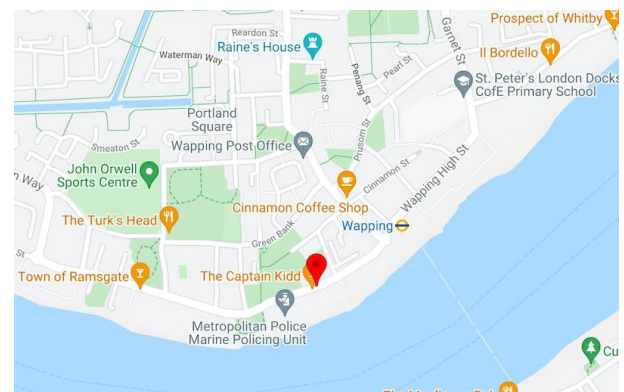 Prospect of Whitby
Reardon St
Garnet St
Raine's House
Il Bordello
Waterman Way
Pearl St
Penang St
Raine St
St. Peter's London Docks
CofE Primary School
Portland
Square
Prusom St
Wapping Post Office
Smeaton St
John Orwell
Sports Centre
Cinnamon St
Wapping High St
n Way
Cinnamon Coffee Shop
The Turk's Head
Wapping
Green Bank
St
Town of Ramsgate
The Captain Kidd
Metropolitan Police
Marine Policing Unit
Cu